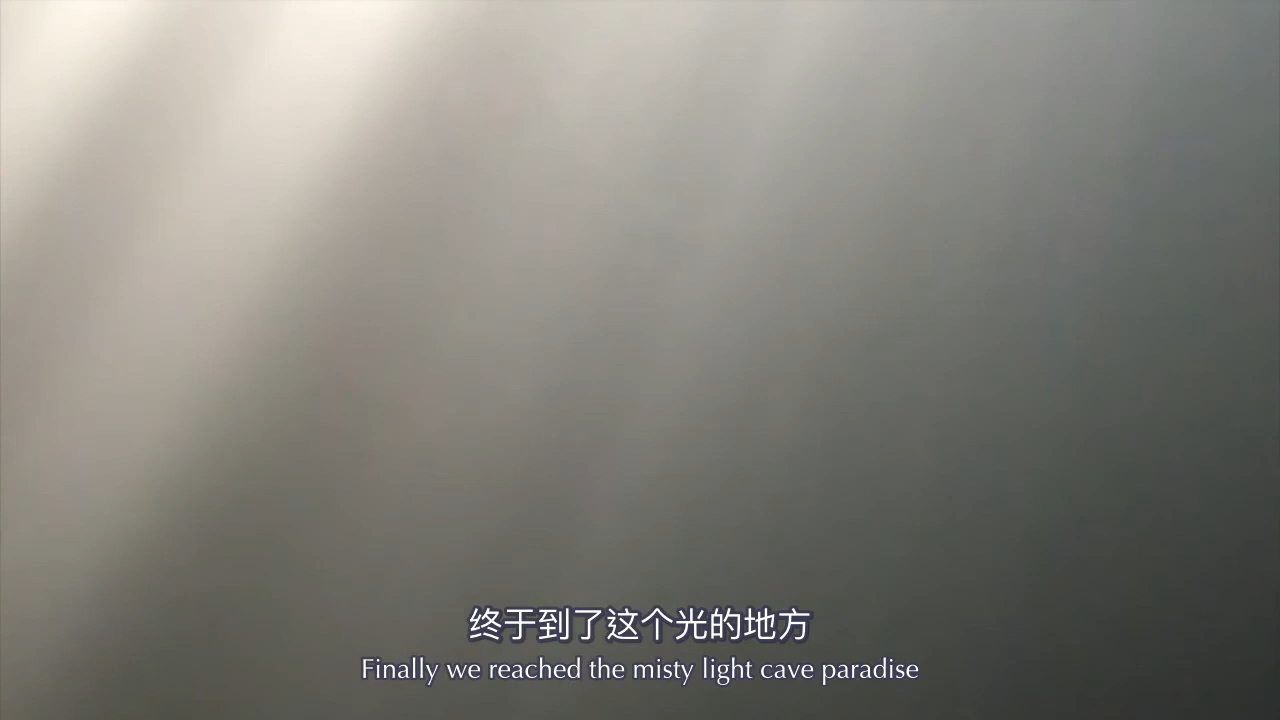 终于到了这个光的地方
Finally we reached the misty light cave paradise